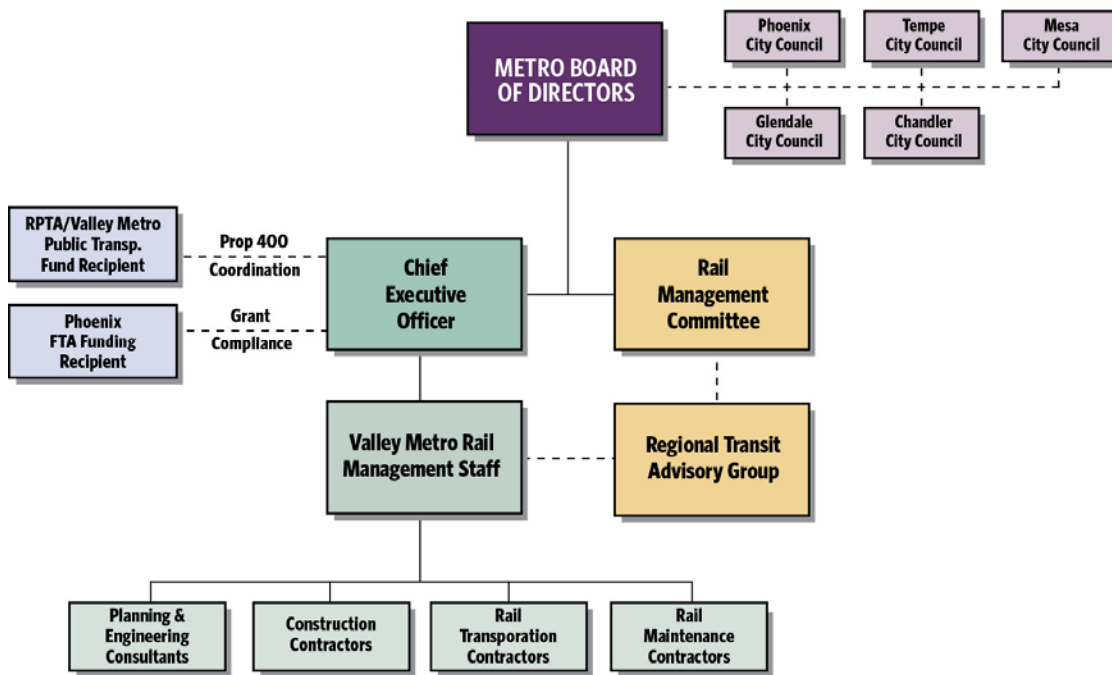 METRO BOARD
OF DIRECTORS
Phoenix
City Council
Tempe
City Council
Mesa
City Council
Glendale
City Council
Chandler
City Council
RPTA/Valley Metro
Public Transp.
Fund Recipient
Prop 400
Coordination
Phoenix
FTA Funding
Recipient
Grant
Compliance
Chief
Executive
Officer
Rail
Management
Committee
Valley Metro Rail
Management Staff
Regional Transit
Advisory Group
Planning &
Engineering
Consultants
Construction
Contractors
Rail
Transporation
Contractors
Rail
Maintenance
Contractors